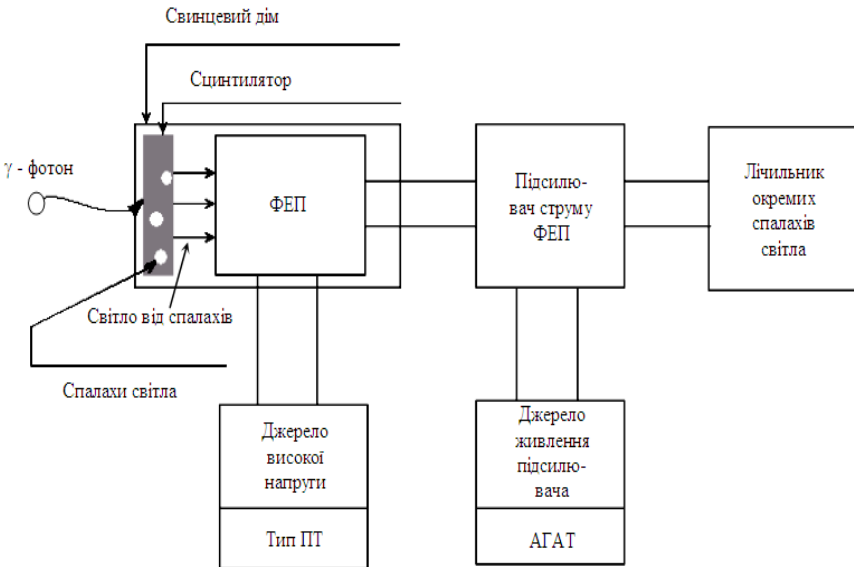 Свинцевий дім
Сцинтилятор
γ - фотон
ФЕП
Підсилю-
вач струму
ФЕП
Лічильник
окремих
спалахів
світла
Світло від спалахів
Спалахи світла
Джерело
високої
напруги
Тип ПТ
Джерело
живлення
підсилю-
вача
АГАТ